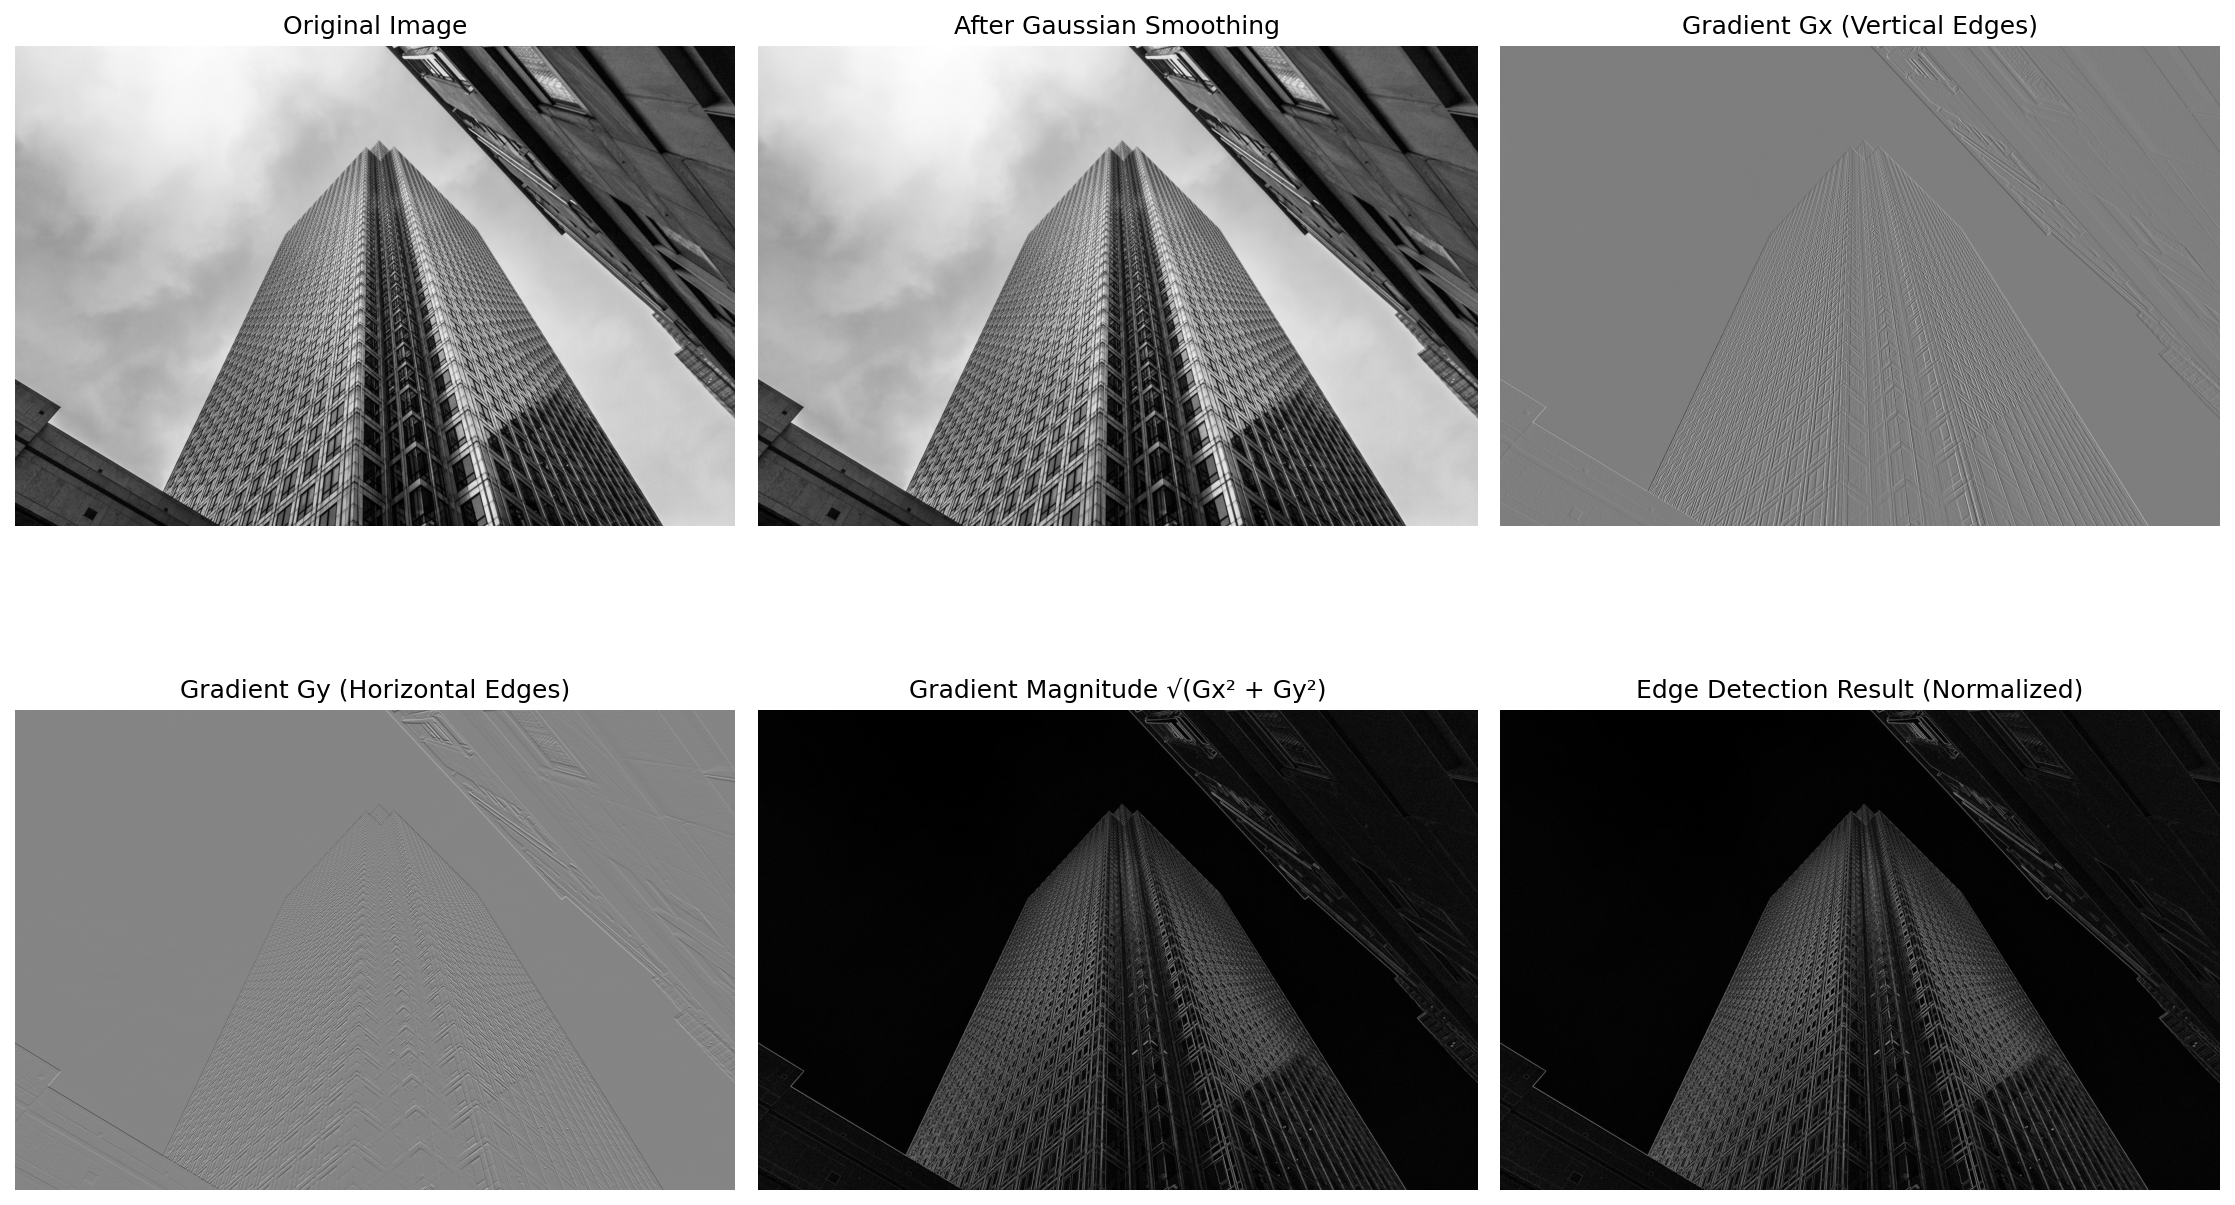 Original Image
After Gaussian Smoothing
Gradient Gx (Vertical Edges)
Gradient Gy (Horizontal Edges)
Gradient Magnitude √(Gx² + Gy²)
Edge Detection Result (Normalized)